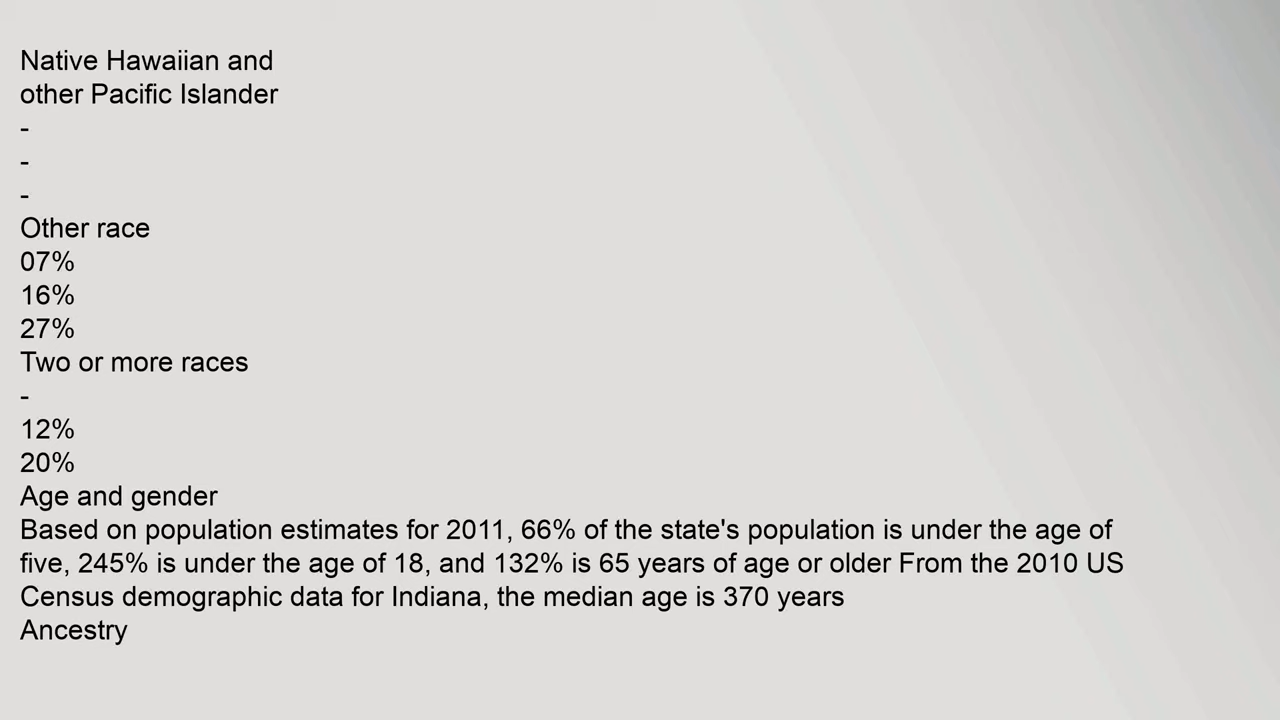 Native Hawaiian and
other Pacific Islander
-
-
-
Other race
07%
16%
27%
Two or more races
-
12%
20%
Age and gender
Based on population estimates for 2011, 66% of the state's population is under the age of
five, 245% is under the age of 18, and 132% is 65 years of age or older From the 2010 US
Census demographic data for Indiana, the median age is 370 years
Ancestry